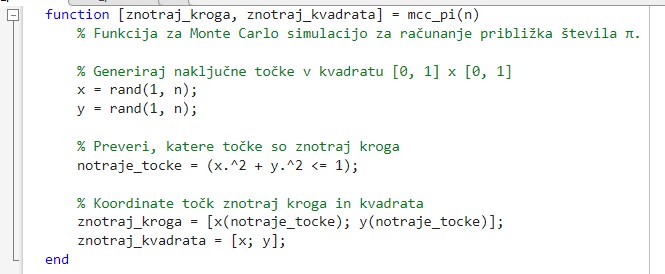 function [znotraj_kroga, znotraj_kvadrata] = mcc_pi(n)
% Funkcija za Monte Carlo simulacijo za računanje približka števila π.
% Generiraj naključne točke v kvadratu [0, 1] x [0, 1]
x = rand(1, n);
y = rand(1, n);
% Preveri, katere točke so znotraj kroga
notraje_tocke = (x.^2 + y.^2 <= 1);
% Koordinate točk znotraj kroga in kvadrata
znotraj_kroga = [x(notraje_tocke); y(notraje_tocke)];
znotraj_kvadrata = [x; y];
end